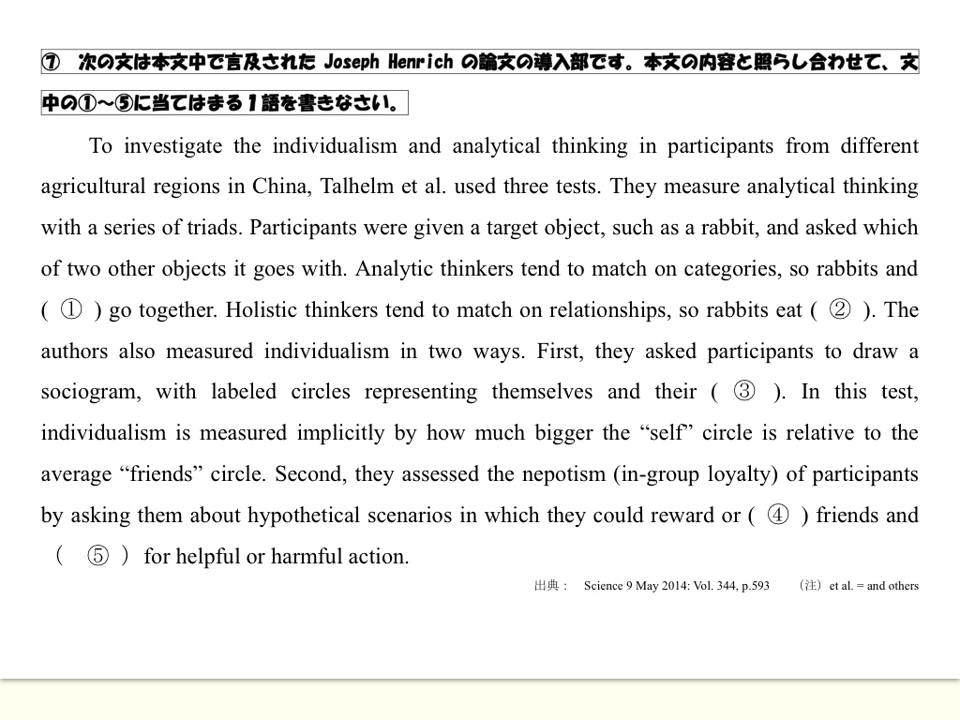 ⑦　次の文は本文中で言及された Joseph Henrich の論文の導入部です。本文の内容と照らし合わせて、文
中の①～⑤に当てはまる１語を書きなさい。
To investigate the individualism and analytical thinking in participants from different
agricultural regions in China, Talhelm et al. used three tests. They measure analytical thinking
with a series of triads. Participants were given a target object, such as a rabbit, and asked which
of two other objects it goes with. Analytic thinkers tend to match on categories, so rabbits and
( ① ) go together. Holistic thinkers tend to match on relationships, so rabbits eat ( ② ). The
authors also measured individualism in two ways. First, they asked participants to draw a
sociogram, with labeled circles representing themselves and their ( ③ ). In this test,
individualism is measured implicitly by how much bigger the “self” circle is relative to the
average “friends” circle. Second, they assessed the nepotism (in-group loyalty) of participants
by asking them about hypothetical scenarios in which they could reward or ( ④ ) friends and
（　⑤ ）for helpful or harmful action.
出典：　Science 9 May 2014: Vol. 344, p.593　　（注）et al. = and others